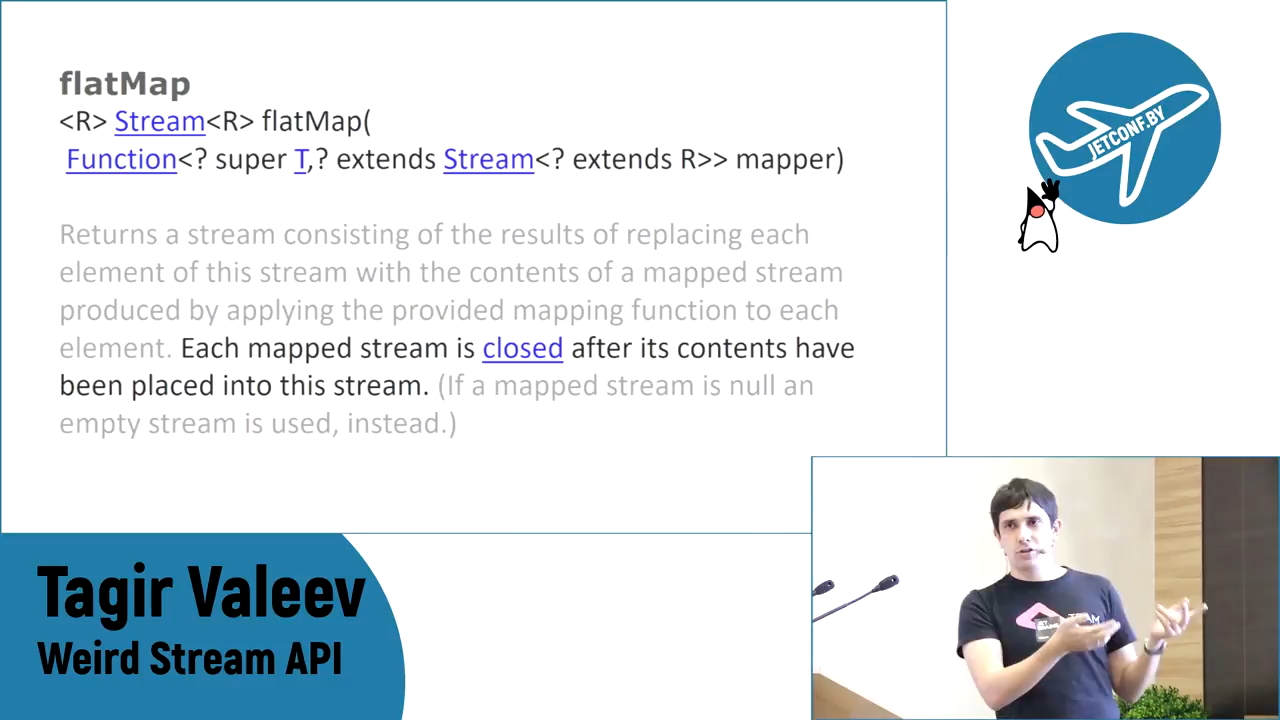 flatMap
<R> Stream<R> flatMap(
Function<? super T,? extends Stream<? extends R>> mapper)
Returns a stream consisting of the results of replacing each
element of this stream with the contents of a mapped stream
produced by applying the provided mapping function to each
element. Each mapped stream is closed after its contents have
been placed into this stream. (If a mapped stream is null an
empty stream is used, instead.)
JETCONF.BY
Tagir Valeev
Weird Stream API